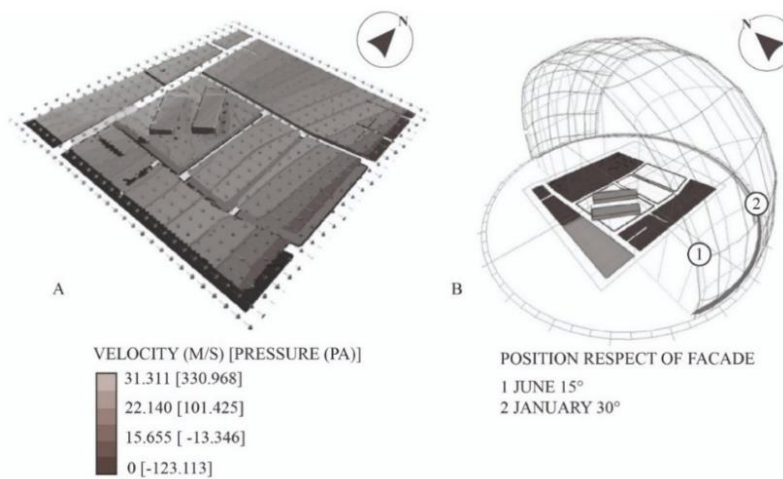 N
N
A
B
2
1
VELOCITY (M/S) [PRESSURE (PA)]
31.311 [330.968]
22.140 [101.425]
15.655 [ -13.346]
0 [-123.113]
POSITION RESPECT OF FACADE
1 JUNE 15°
2 JANUARY 30°